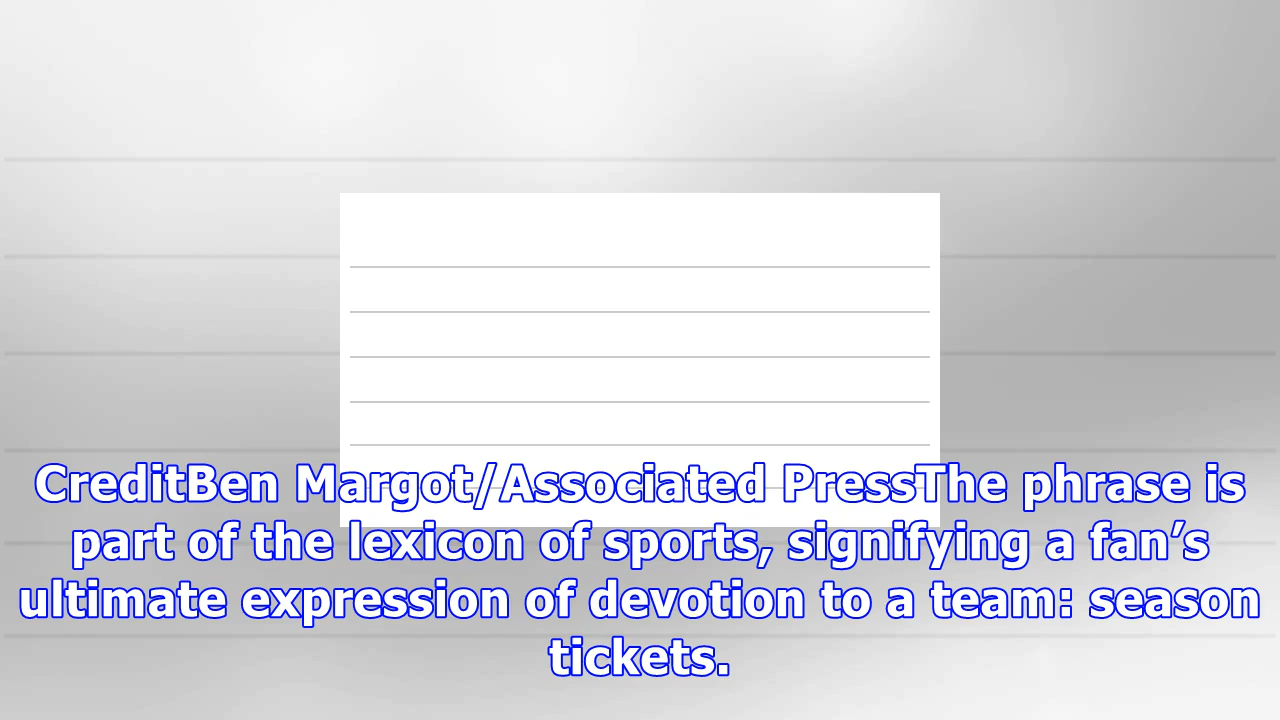 CreditBen Margot/Associated PressThe phrase is
part of the lexicon of sports, signifying a fan’s
ultimate expression of devotion to a team: season
tickets.